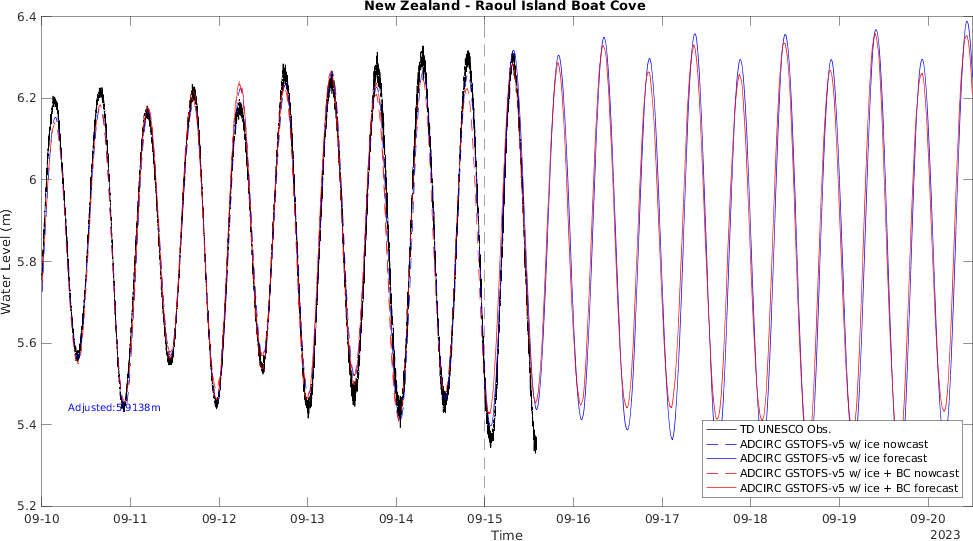 New Zealand - Raoul Island Boat Cove
6.4
6.2
6
5.8
5.6
5.4
5.2
Water Level (m)
Adjusted:5.9138m
TD UNESCO Obs.
ADCIRC GSTOFS-v5 w/ ice nowcast
ADCIRC GSTOFS-v5 w/ ice forecast
ADCIRC GSTOFS-v5 w/ ice + BC nowcast
ADCIRC GSTOFS-v5 w/ ice + BC forecast
09-10 09-11 09-12 09-13 09-14 09-15 09-16 09-17 09-18 09-19 09-20
Time
2023